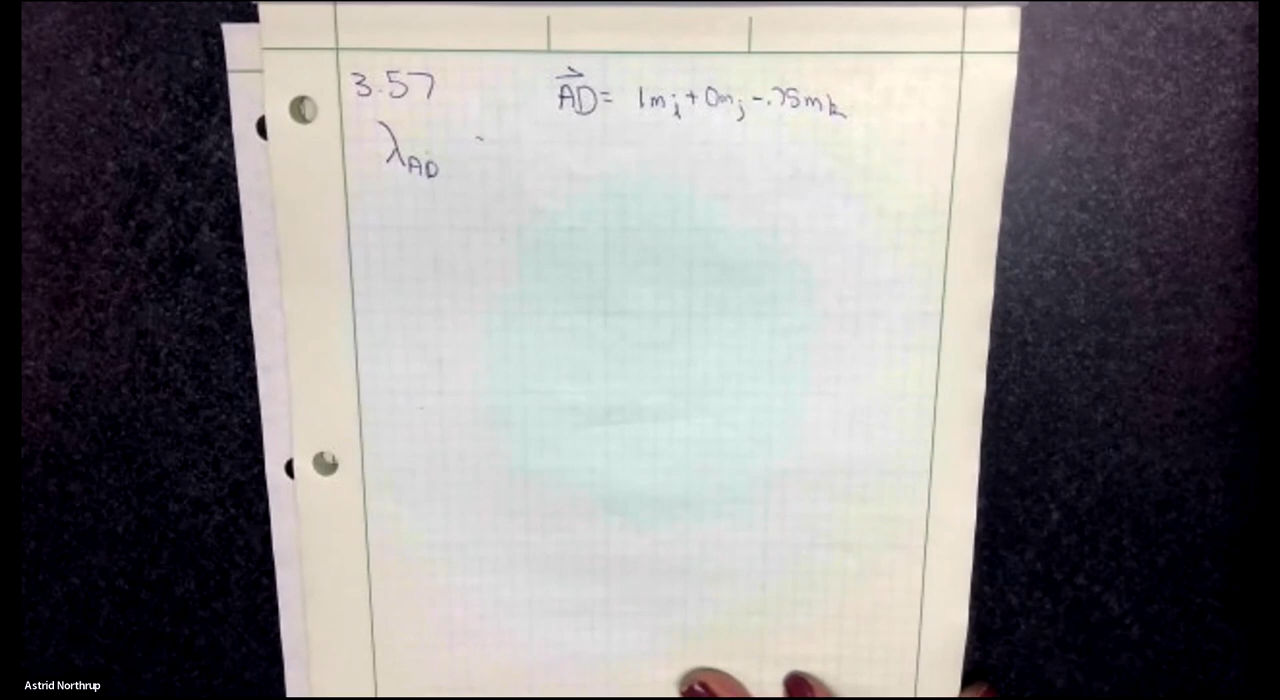 3.57
AD = 1m i + 0m j - .75m k
λAD
Astrid Northrup